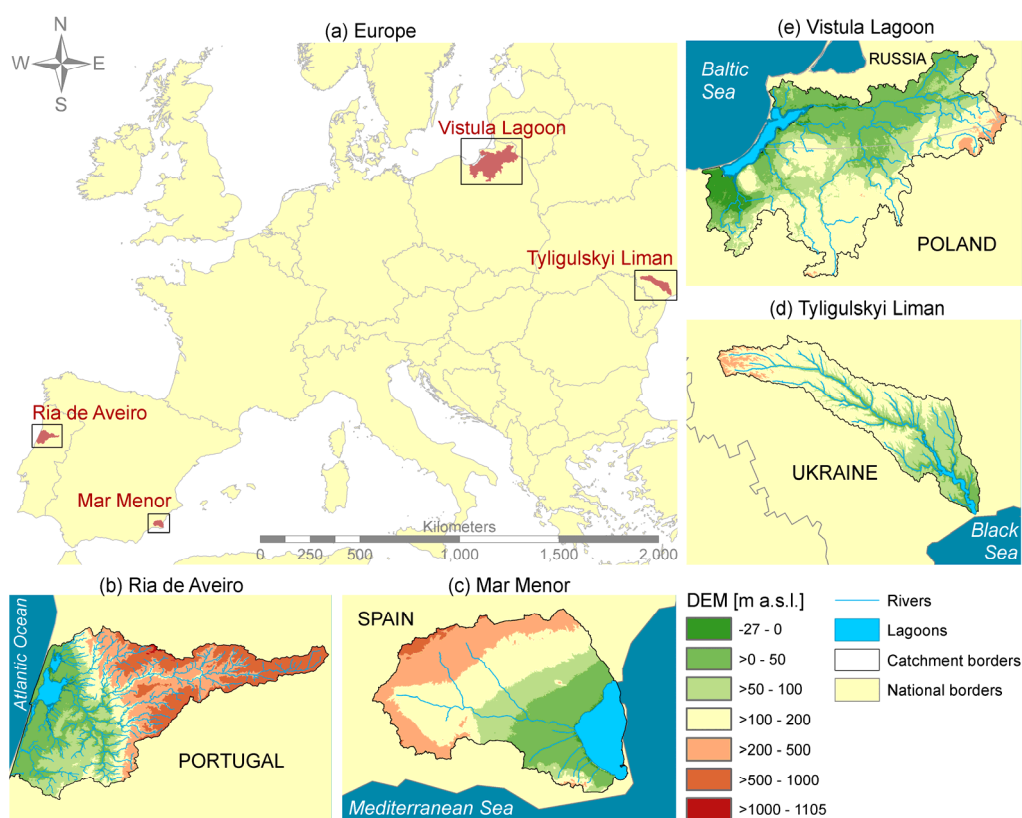 (a) Europe
N
W
E
S
Vistula Lagoon
Tyligulskyi Liman
Ria de Aveiro
Mar Menor
Kilometers
0 250 500 1,000 1,500 2,000
(e) Vistula Lagoon
Baltic
Sea
RUSSIA
POLAND
(d) Tyligulskyi Liman
UKRAINE
Black
Sea
(b) Ria de Aveiro
Atlantic Ocean
PORTUGAL
(c) Mar Menor
SPAIN
Mediterranean Sea
DEM [m a.s.l.]
-27 - 0
>0 - 50
>50 - 100
>100 - 200
>200 - 500
>500 - 1000
>1000 - 1105
Rivers
Lagoons
Catchment borders
National borders